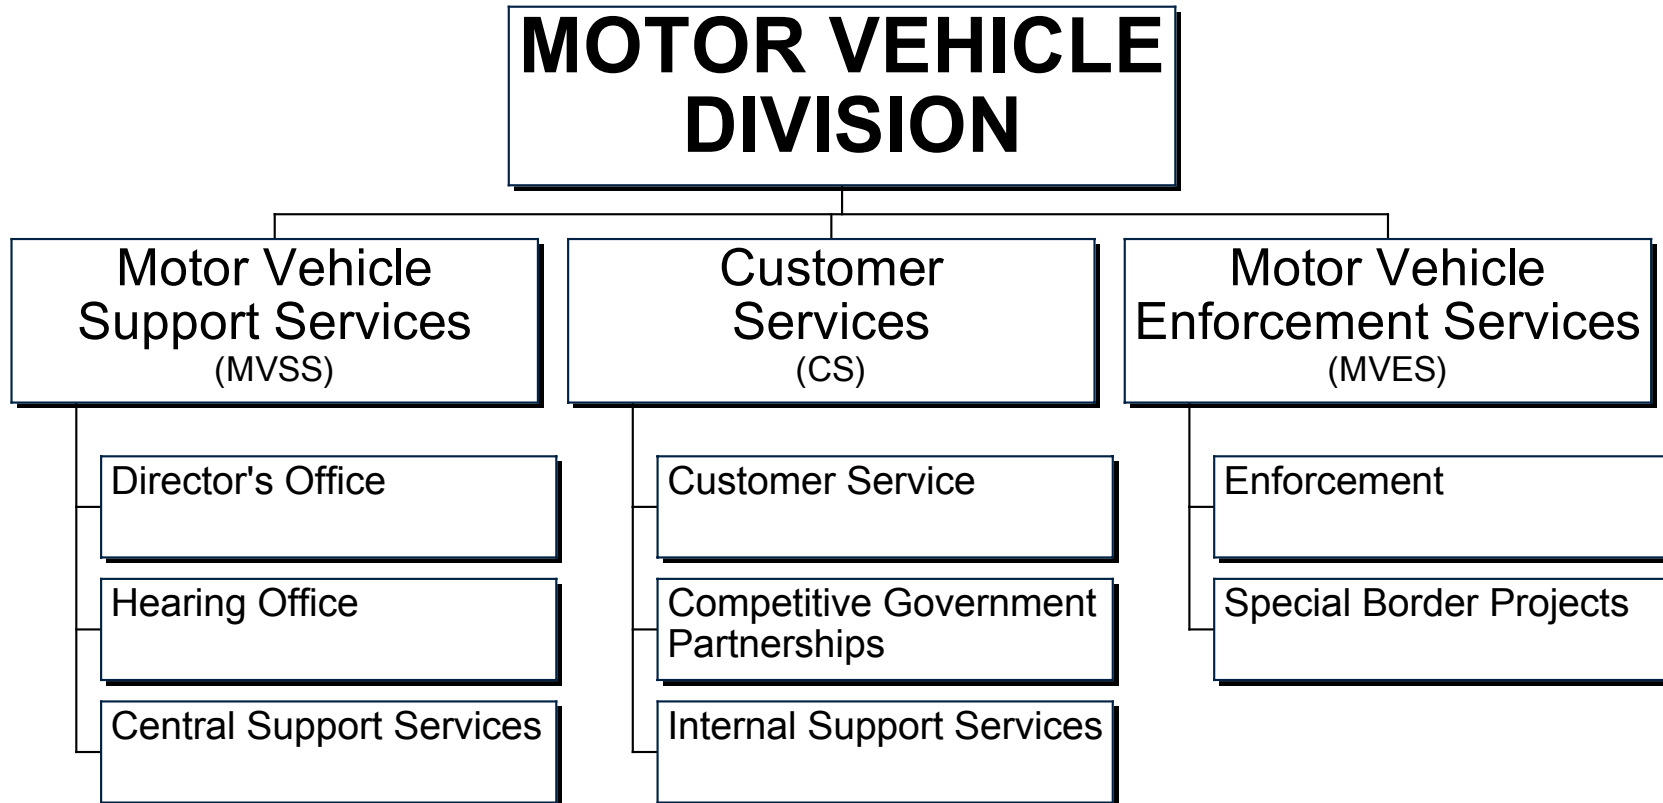 MOTOR VEHICLE
DIVISION
Motor Vehicle
Support Services
(MVSS)
Director's Office
Hearing Office
Central Support Services
Customer
Services
(CS)
Customer Service
Competitive Government
Partnerships
Internal Support Services
Motor Vehicle
Enforcement Services
(MVES)
Enforcement
Special Border Projects